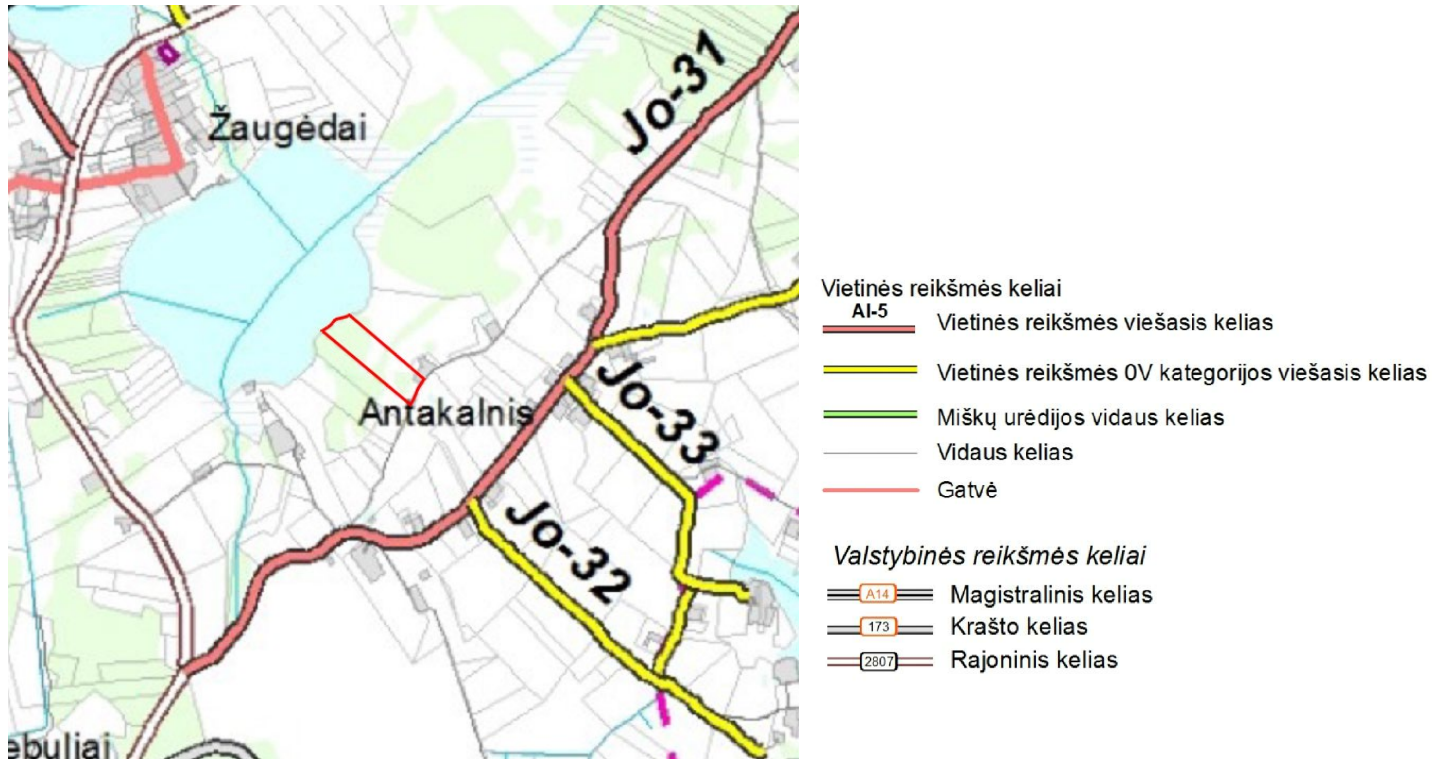 Žaugėdai
Jo-31
Antakalnis
Jo-33
Jo-32
ebuliai
Vietinės reikšmės keliai
AI-5
Vietinės reikšmės viešasis kelias
Vietinės reikšmės 0V kategorijos viešasis kelias
Miškų urėdijos vidaus kelias
Vidaus kelias
Gatvė
Valstybinės reikšmės keliai
A14 Magistralinis kelias
173 Krašto kelias
2807 Rajoninis kelias